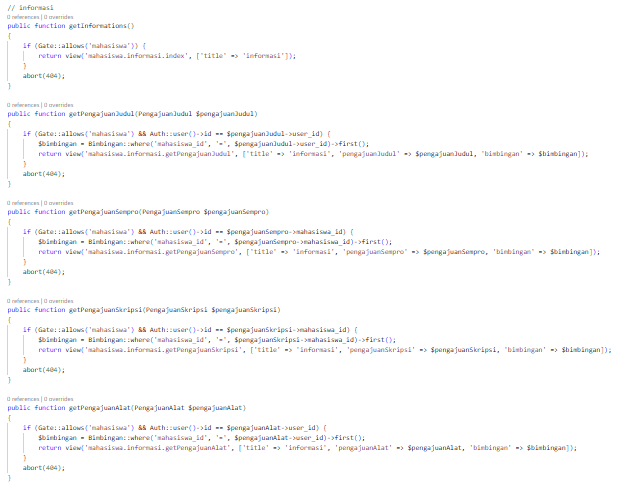 // informasi
0 references | 0 overrides
public function getInformations()
{
if (Gate::allows('mahasiswa')) {
return view('mahasiswa.informasi.index', ['title' => 'informasi']);
}
abort(404);
}
0 references | 0 overrides
public function getPengajuanJudul(PengajuanJudul $pengajuanJudul)
{
if (Gate::allows('mahasiswa') && Auth::user()->id == $pengajuanJudul->user_id) {
$bimbingan = Bimbingan::where('mahasiswa_id', '=', $pengajuanJudul->user_id)->first();
return view('mahasiswa.informasi.getPengajuanJudul', ['title' => 'informasi', 'pengajuanJudul' => $pengajuanJudul, 'bimbingan' => $bimbingan]);
}
abort(404);
}
0 references | 0 overrides
public function getPengajuanSempro(PengajuanSempro $pengajuanSempro)
{
if (Gate::allows('mahasiswa') && Auth::user()->id == $pengajuanSempro->mahasiswa_id) {
$bimbingan = Bimbingan::where('mahasiswa_id', '=', $pengajuanSempro->mahasiswa_id)->first();
return view('mahasiswa.informasi.getPengajuanSempro', ['title' => 'informasi', 'pengajuanSempro' => $pengajuanSempro, 'bimbingan' => $bimbingan]);
}
abort(404);
}
0 references | 0 overrides
public function getPengajuanSkripsi(PengajuanSkripsi $pengajuanSkripsi)
{
if (Gate::allows('mahasiswa') && Auth::user()->id == $pengajuanSkripsi->mahasiswa_id) {
$bimbingan = Bimbingan::where('mahasiswa_id', '=', $pengajuanSkripsi->mahasiswa_id)->first();
return view('mahasiswa.informasi.getPengajuanSkripsi', ['title' => 'informasi', 'pengajuanSkripsi' => $pengajuanSkripsi, 'bimbingan' => $bimbingan]);
}
abort(404);
}
0 references | 0 overrides
public function getPengajuanAlat(PengajuanAlat $pengajuanAlat)
{
if (Gate::allows('mahasiswa') && Auth::user()->id == $pengajuanAlat->user_id) {
$bimbingan = Bimbingan::where('mahasiswa_id', '=', $pengajuanAlat->user_id)->first();
return view('mahasiswa.informasi.getPengajuanAlat', ['title' => 'informasi', 'pengajuanAlat' => $pengajuanAlat, 'bimbingan' => $bimbingan]);
}
abort(404);
}